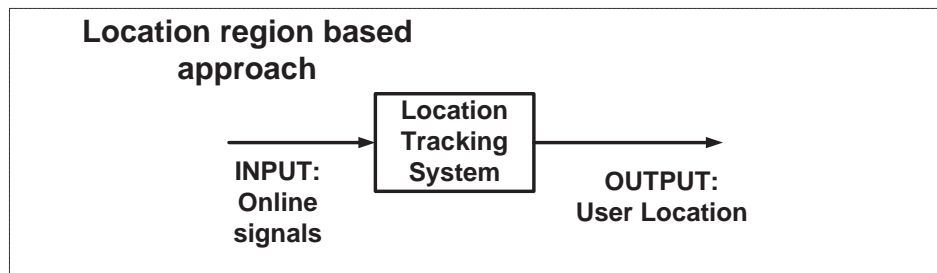 Location region based
approach
Location
Tracking
System
INPUT:
Online
signals
OUTPUT:
User Location